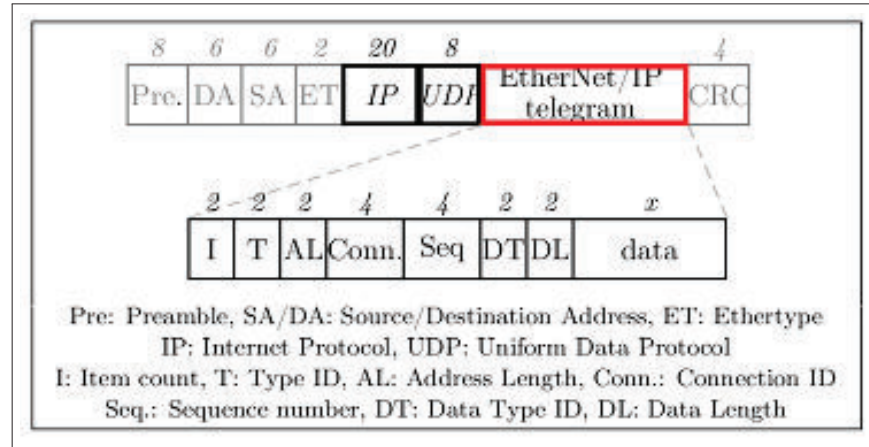 8 6 6 2 20 8 4
Pre. DA SA ET IP UDP EtherNet/IP telegram CRC
2 2 2 4 4 2 2 x
I T AL Conn. Seq DT DL data
Pre: Preamble, SA/DA: Source/Destination Address, ET: Ethertype
IP: Internet Protocol, UDP: Uniform Data Protocol
I: Item count, T: Type ID, AL: Address Length, Conn.: Connection ID
Seq.: Sequence number, DT: Data Type ID, DL: Data Length